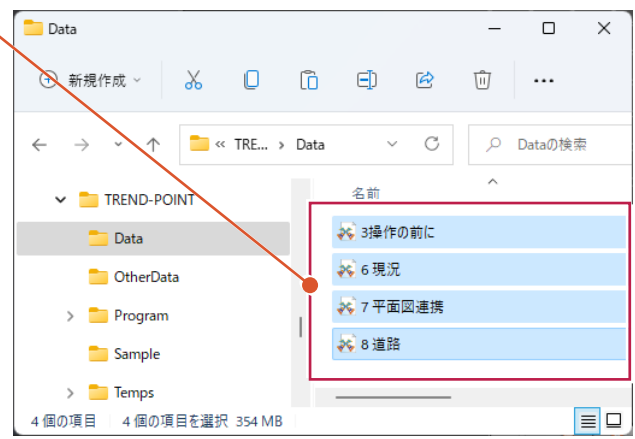 Data
新規作成
« TRE... › Data
Dataの検索
名前
TREND-POINT
Data
OtherData
Program
Sample
Temps
3操作の前に
6 現況
7 平面図連携
8 道路
4 個の項目 4 個の項目を選択 354 MB